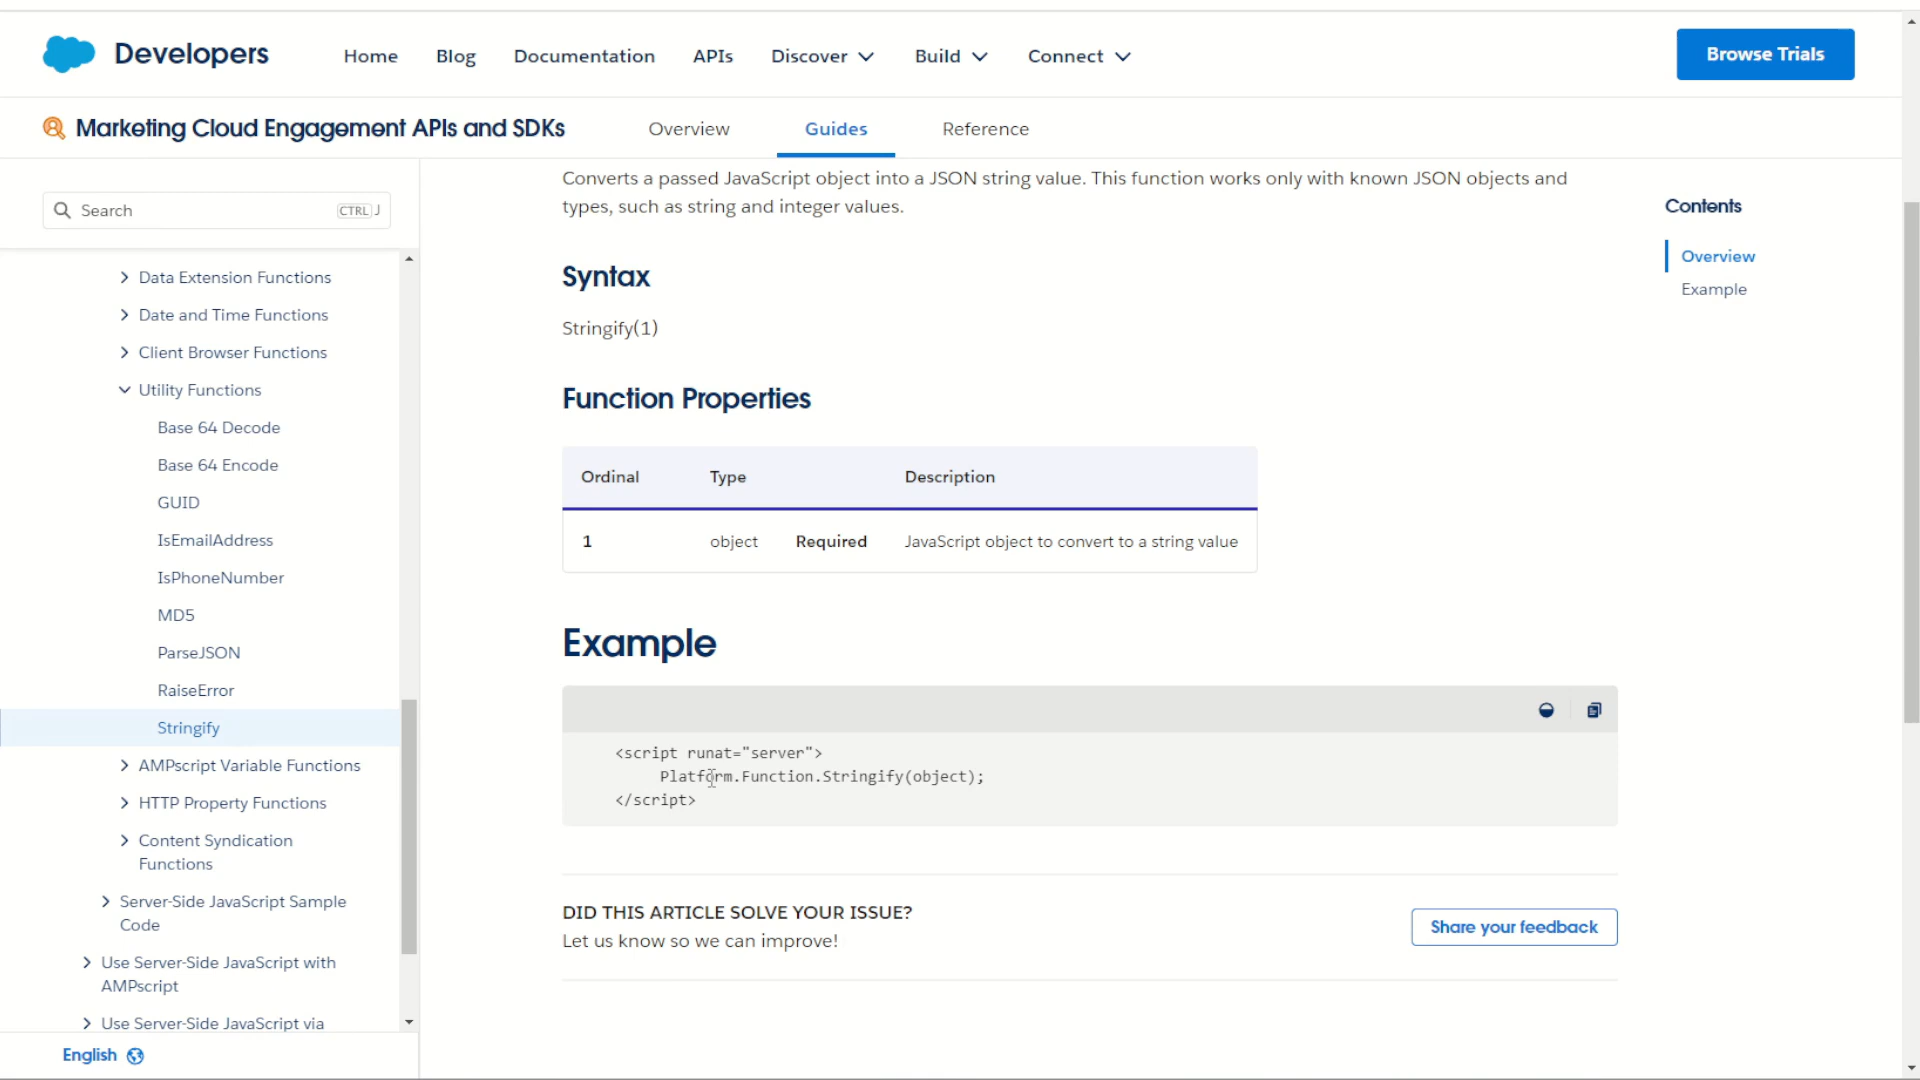 Developers
Home
Blog
Documentation
APIs
Discover
Build
Connect
Browse Trials
Marketing Cloud Engagement APIs and SDKs
Overview
Guides
Reference
Search
CTRL J
Data Extension Functions
Date and Time Functions
Client Browser Functions
Utility Functions
Base 64 Decode
Base 64 Encode
GUID
IsEmailAddress
IsPhoneNumber
MD5
ParseJSON
RaiseError
Stringify
AMPscript Variable Functions
HTTP Property Functions
Content Syndication
Functions
Server-Side JavaScript Sample
Code
Use Server-Side JavaScript with
AMPscript
Use Server-Side JavaScript via
English
Converts a passed JavaScript object into a JSON string value. This function works only with known JSON objects and
types, such as string and integer values.
Syntax
Stringify(1)
Function Properties
Ordinal Type Description
1 object Required JavaScript object to convert to a string value
Example
<script runat="server">
Platform.Function.Stringify(object);
</script>
DID THIS ARTICLE SOLVE YOUR ISSUE?
Let us know so we can improve!
Share your feedback
Contents
Overview
Example